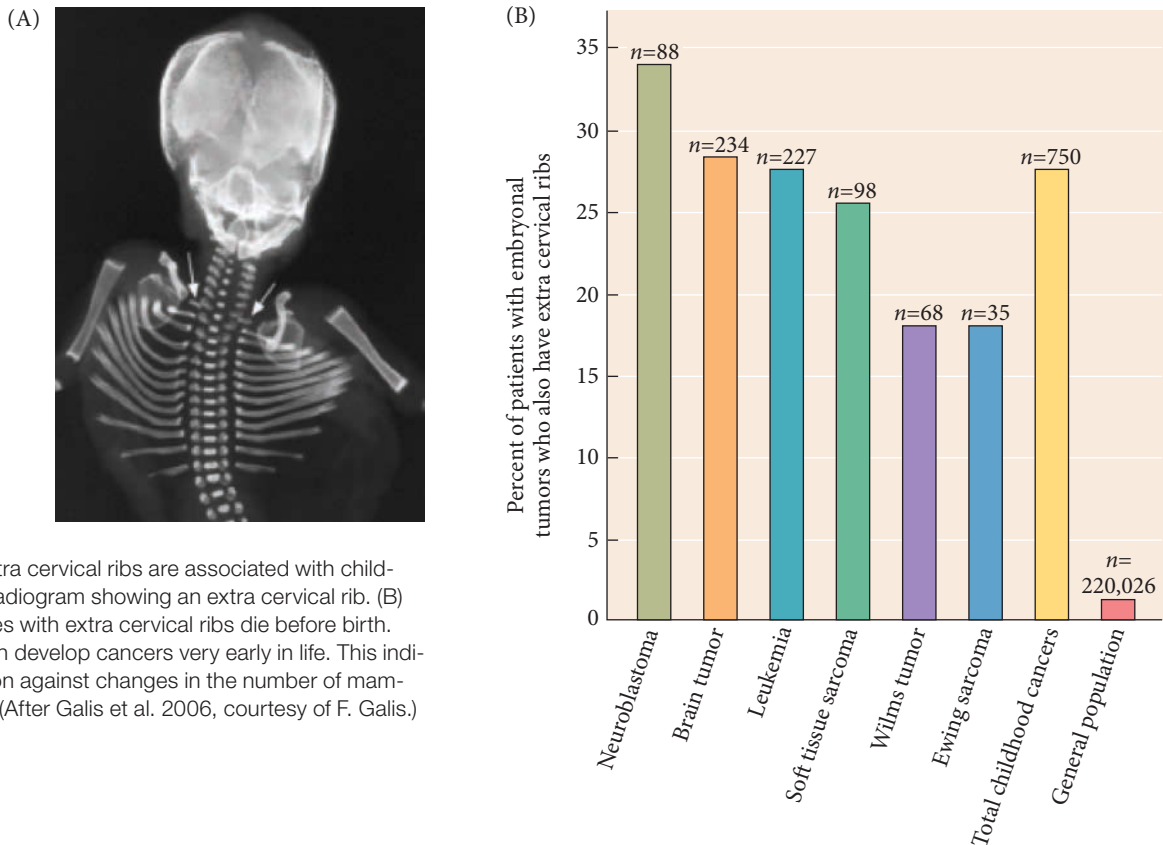 (A)
tra cervical ribs are associated with child-
adiogram showing an extra cervical rib. (B)
es with extra cervical ribs die before birth.
n develop cancers very early in life. This indi-
on against changes in the number of mam-
(After Galis et al. 2006, courtesy of F. Galis.)
(B)
Percent of patients with embryonal
tumors who also have extra cervical ribs
35
30
25
20
15
10
5
0
n=88
n=234
n=227
n=98
n=68
n=35
n=750
n=
220,026
Neuroblastoma
Brain tumor
Leukemia
Soft tissue sarcoma
Wilms tumor
Ewing sarcoma
Total childhood cancers
General population